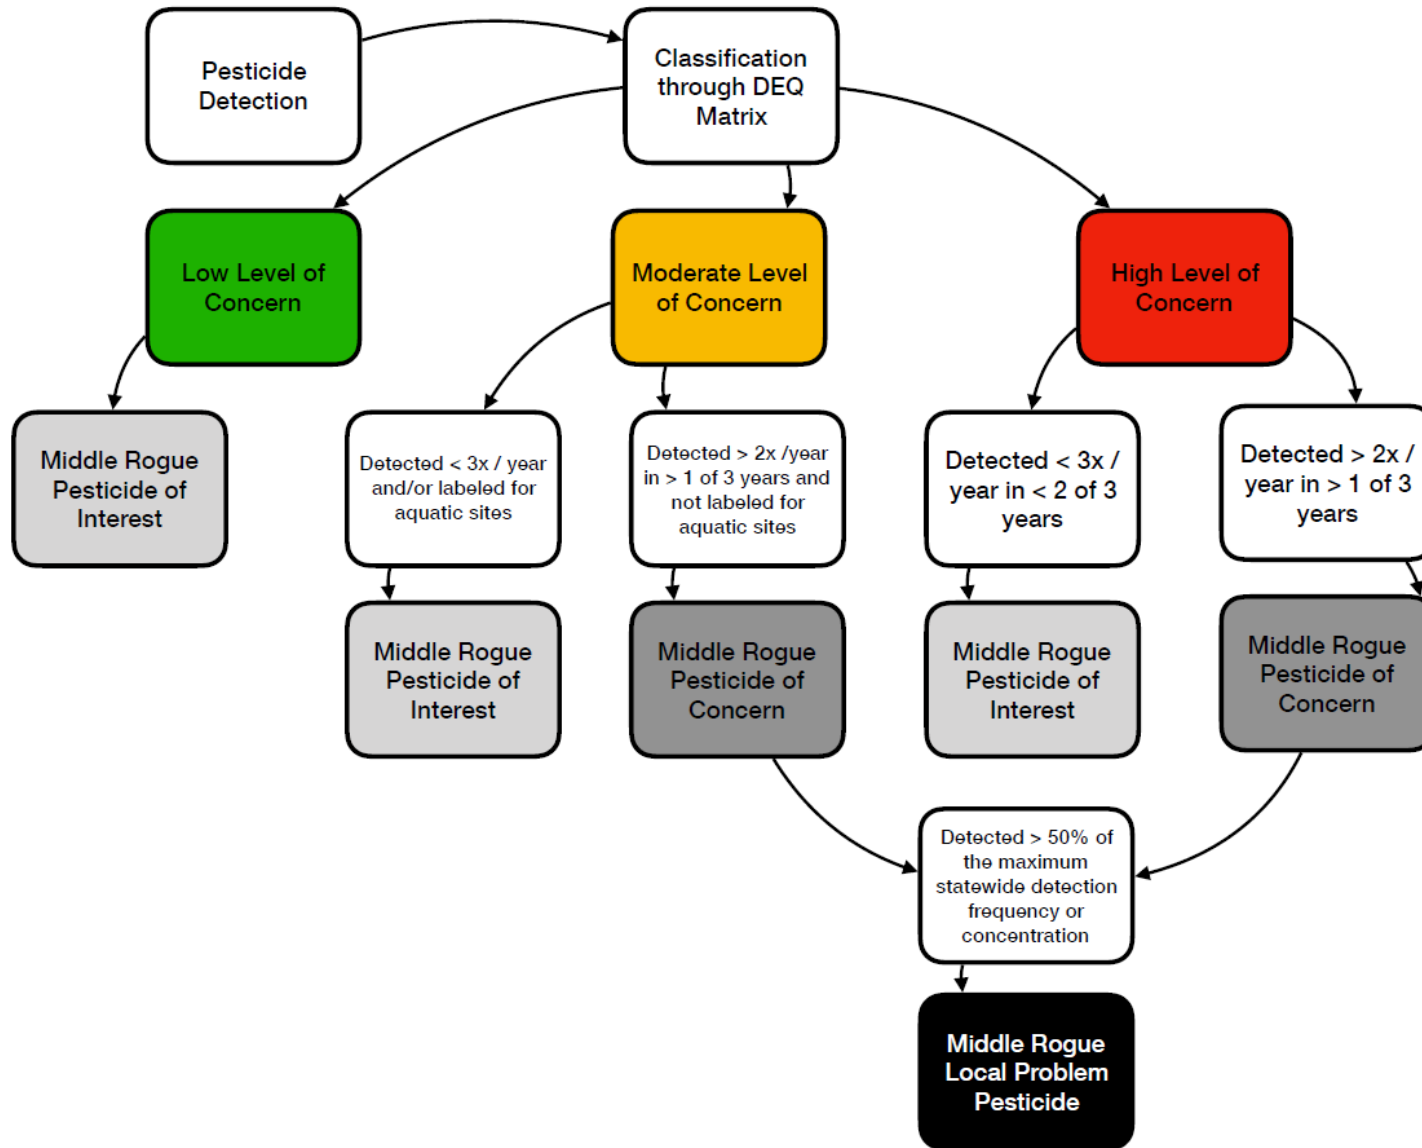 Pesticide
Detection
Classification
through DEQ
Matrix
Low Level of
Concern
Moderate Level
of Concern
High Level of
Concern
Middle Rogue
Pesticide of
Interest
Detected < 3x / year
and/or labeled for
aquatic sites
Detected > 2x /year
in > 1 of 3 years and
not labeled for
aquatic sites
Detected < 3x /
year in < 2 of 3
years
Detected > 2x /
year in > 1 of 3
years
Middle Rogue
Pesticide of
Interest
Middle Rogue
Pesticide of
Concern
Middle Rogue
Pesticide of
Interest
Middle Rogue
Pesticide of
Concern
Detected > 50% of
the maximum
statewide detection
frequency or
concentration
Middle Rogue
Local Problem
Pesticide